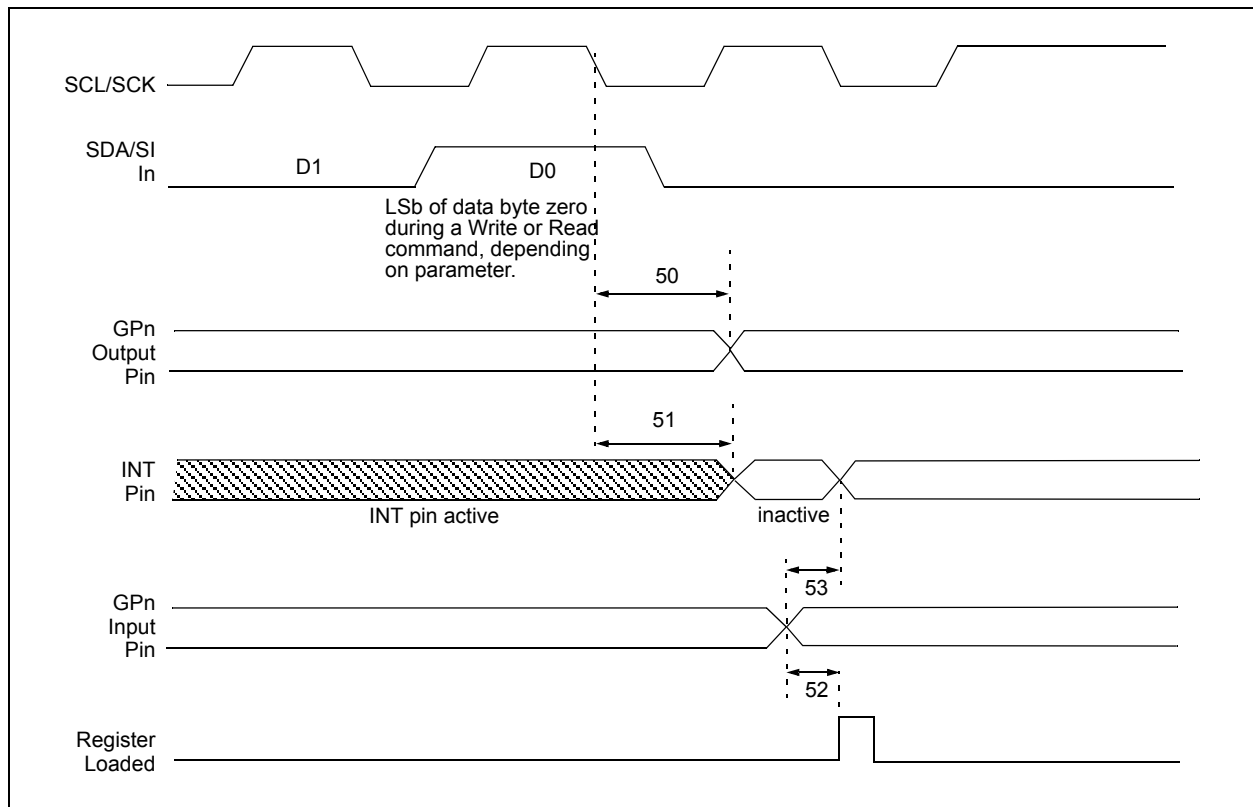 SCL/SCK
SDA/SI
In
D1
D0
LSb of data byte zero
during a Write or Read
command, depending
on parameter.
50
GPn
Output
Pin
51
INT
Pin
INT pin active
inactive
53
GPn
Input
Pin
52
Register
Loaded